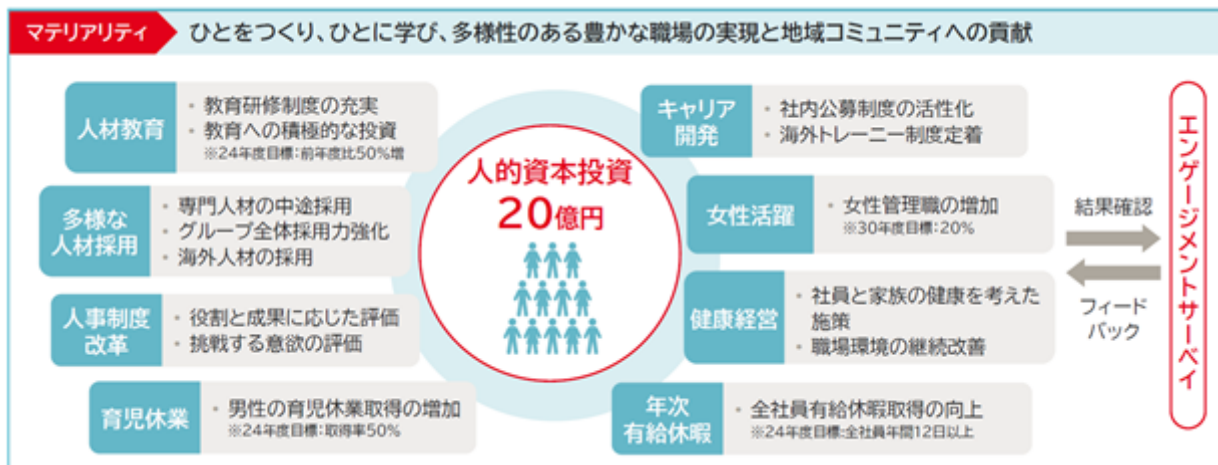 マテリアリティ
ひとをつくり、ひとに学び、多様性のある豊かな職場の実現と地域コミュニティへの貢献
人材教育
・教育研修制度の充実
・教育への積極的な投資
※24年度目標：前年度比50%増
多様な
人材採用
・専門人材の中途採用
・グループ全体採用力強化
・海外人材の採用
人事制度
改革
・役割と成果に応じた評価
・挑戦する意欲の評価
育児休業
・男性の育児休業取得の増加
※24年度目標：取得率50%
人的資本投資
20億円
キャリア
開発
・社内公募制度の活性化
・海外トレーニー制度定着
女性活躍
・女性管理職の増加
※30年度目標：20%
健康経営
・社員と家族の健康を考えた
施策
・職場環境の継続改善
年次
有給休暇
・全社員有給休暇取得の向上
※24年度目標:全社員年間12日以上
結果確認
フィード
バック
エンゲージメントサーベイ